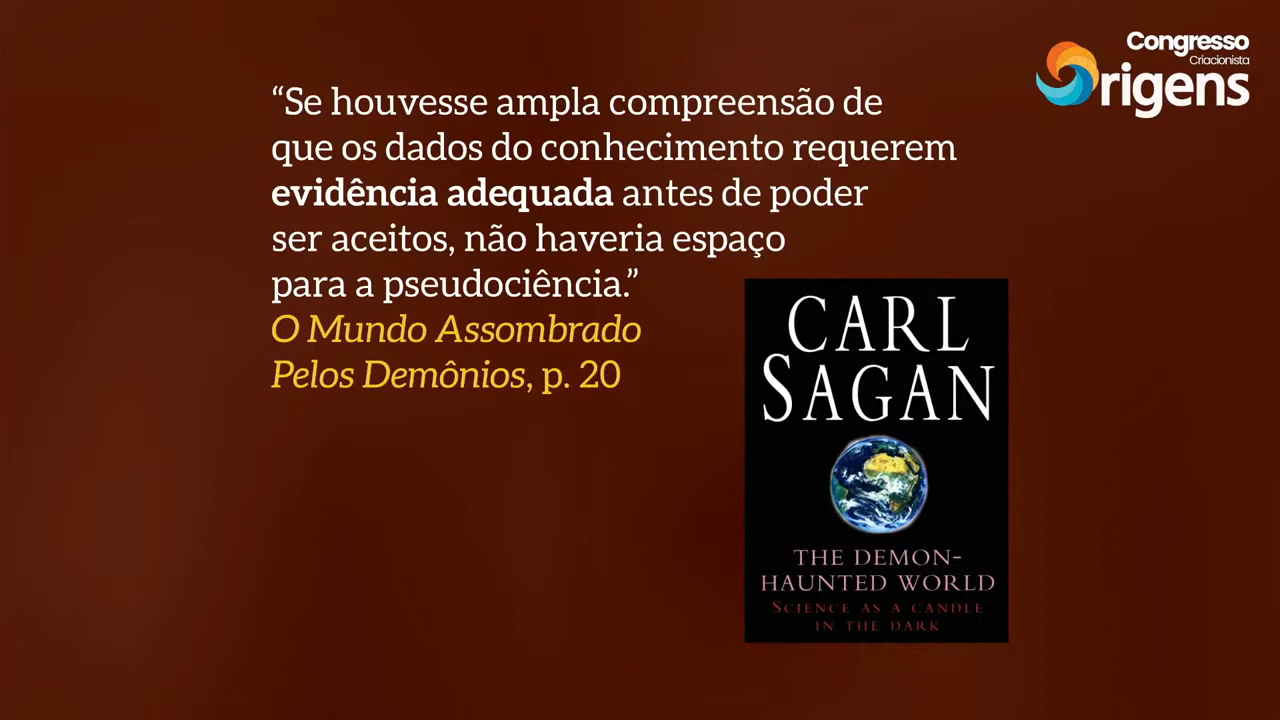 Congresso
Criacionista
Origens
“Se houvesse ampla compreensão de
que os dados do conhecimento requerem
evidência adequada antes de poder
ser aceitos, não haveria espaço
para a pseudociência.”
O Mundo Assombrado
Pelos Demônios, p. 20
CARL
SAGAN
THE DEMON-
HAUNTED WORLD
SCIENCE AS A CANDLE
IN THE DARK